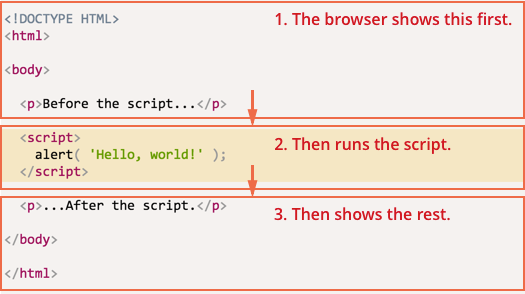 <!DOCTYPE HTML>
1. The browser shows this first.
<html>
<body>
<p>Before the script...</p>
<script>
alert( 'Hello, world!' );
2. Then runs the script.
</script>
<p>...After the script.</p>
3. Then shows the rest.
</body>
</html>